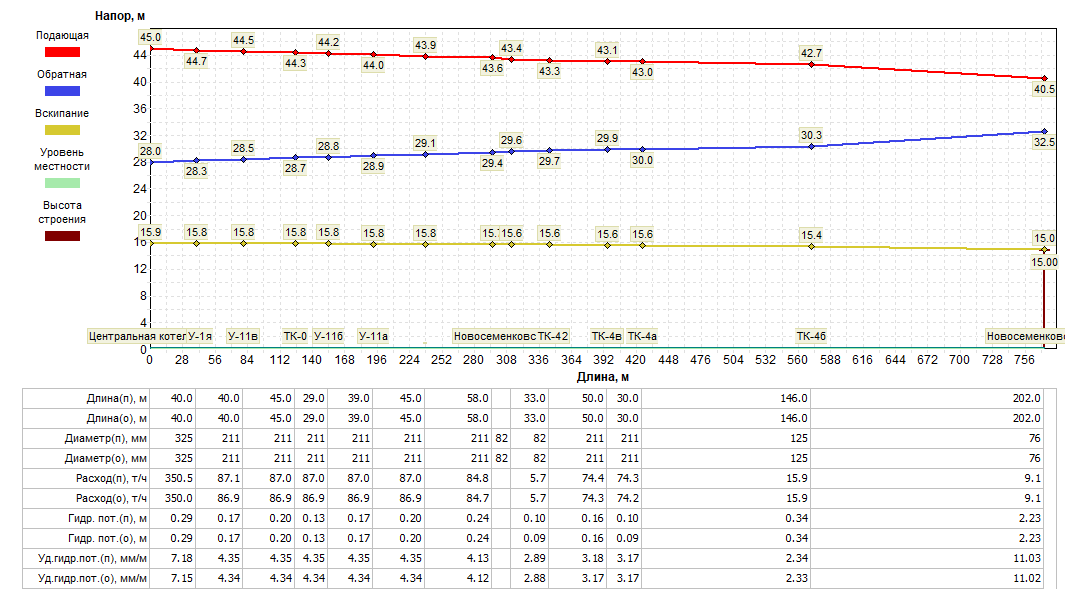 Напор, м
Подающая
Обратная
Вскипание
Уровень
местности
Высота
строения
44
40
36
32
28
24
20
16
12
8
4
0
45.0 44.5 44.2 43.9 43.4 43.1 42.7
44.7 44.3 44.0 43.6 43.3 43.0 40.5
28.0 28.5 28.8 29.1 29.6 29.9 30.3
28.3 28.7 28.9 29.4 29.7 30.0 32.5
15.9 15.8 15.8 15.8 15.8 15.8 15.8 15.6 15.6 15.6 15.6 15.4 15.0
15.00
Центральная котел У-1я У-11в ТК-0 У-11б У-11а Новосеменковс ТК-42 ТК-4в ТК-4а ТК-4б Новосеменковс
0 28 56 84 112 140 168 196 224 252 280 308 336 364 392 420 448 476 504 532 560 588 616 644 672 700 728 756
Длина, м
Длина(п), м 40.0 40.0 45.0 29.0 39.0 45.0 58.0 33.0 50.0 30.0 146.0 202.0
Длина(о), м 40.0 40.0 45.0 29.0 39.0 45.0 58.0 33.0 50.0 30.0 146.0 202.0
Диаметр(п), мм 325 211 211 211 211 211 211 82 82 211 211 125 76
Диаметр(о), мм 325 211 211 211 211 211 211 82 82 211 211 125 76
Расход(п), т/ч 350.5 87.1 87.0 87.0 87.0 87.0 84.8 5.7 74.4 74.3 15.9 9.1
Расход(о), т/ч 350.0 86.9 86.9 86.9 86.9 86.9 84.7 5.7 74.3 74.2 15.9 9.1
Гидр. пот.(п), м 0.29 0.17 0.20 0.13 0.17 0.20 0.24 0.10 0.16 0.10 0.34 2.23
Гидр. пот.(о), м 0.29 0.17 0.20 0.13 0.17 0.20 0.24 0.09 0.16 0.09 0.34 2.23
Уд.гидр.пот.(п), мм/м 7.18 4.35 4.35 4.35 4.35 4.35 4.13 2.89 3.18 3.17 2.34 11.03
Уд.гидр.пот.(о), мм/м 7.15 4.34 4.34 4.34 4.34 4.34 4.12 2.88 3.17 3.17 2.33 11.02